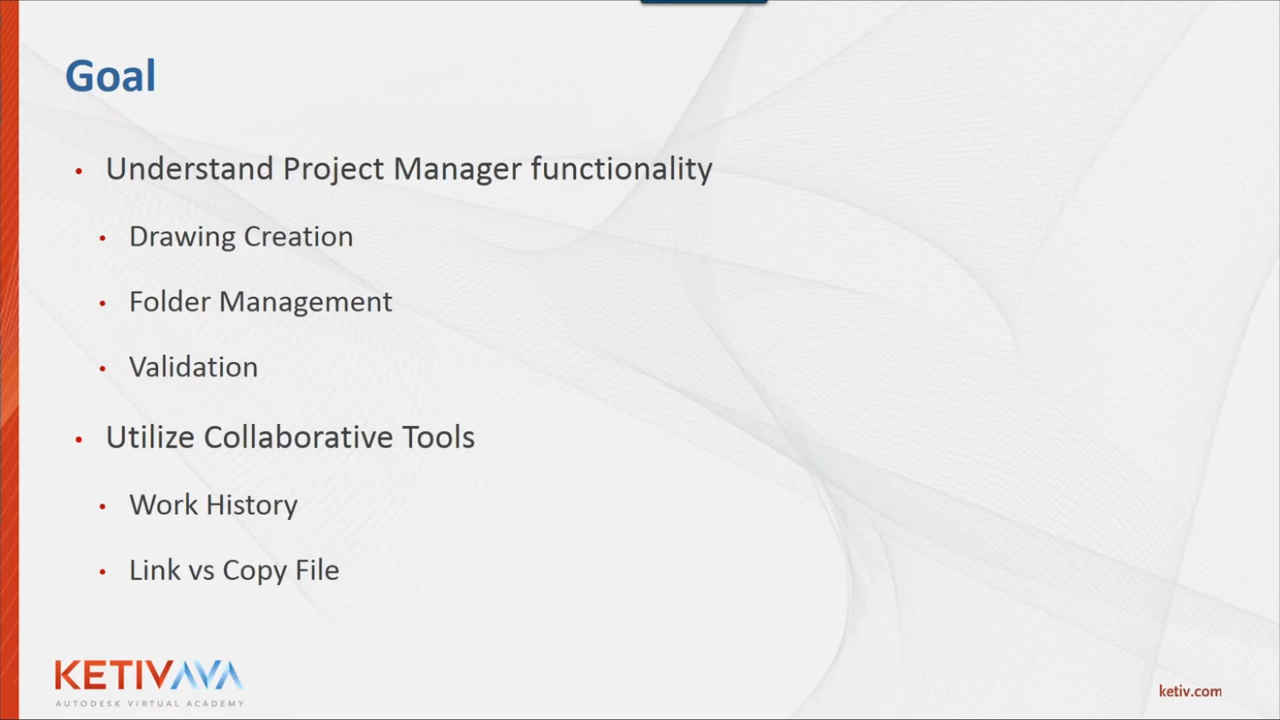 Goal
• Understand Project Manager functionality
• Drawing Creation
• Folder Management
• Validation
• Utilize Collaborative Tools
• Work History
• Link vs Copy File
KETIVAVA
AUTODESK VIRTUAL ACADEMY
ketiv.com